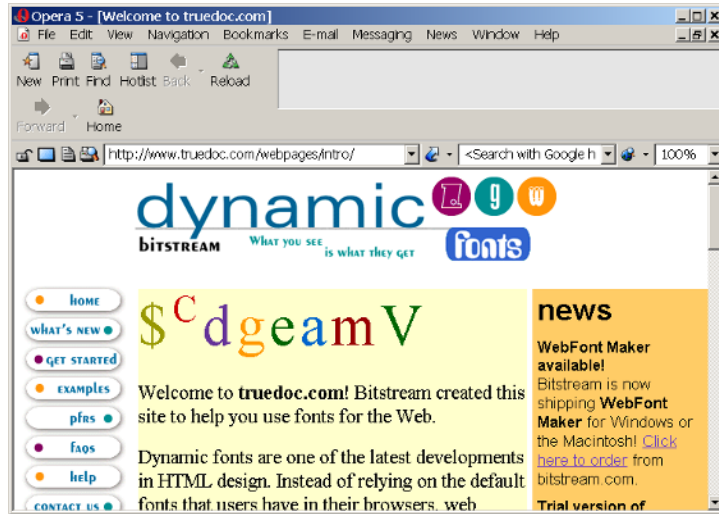 Opera 5 - [Welcome to truedoc.com]
File Edit View Navigation Bookmarks E-mail Messaging News Window Help
New Print Find Hotlist Back Reload
Forward Home
http://www.truedoc.com/webpages/intro/ <Search with Google h 100%
dynamic
bitstream What you see is what they get fonts
home
what's new
get started
examples
pfrs
faqs
help
contact us
$CdgeamV
Welcome to truedoc.com! Bitstream created this
site to help you use fonts for the Web.
Dynamic fonts are one of the latest developments
in HTML design. Instead of relying on the default
fonts that users have in their browsers, web
news
WebFont Maker
available!
Bitstream is now
shipping WebFont
Maker for Windows or
the Macintosh! Click
here to order from
bitstream.com.
Trial version of